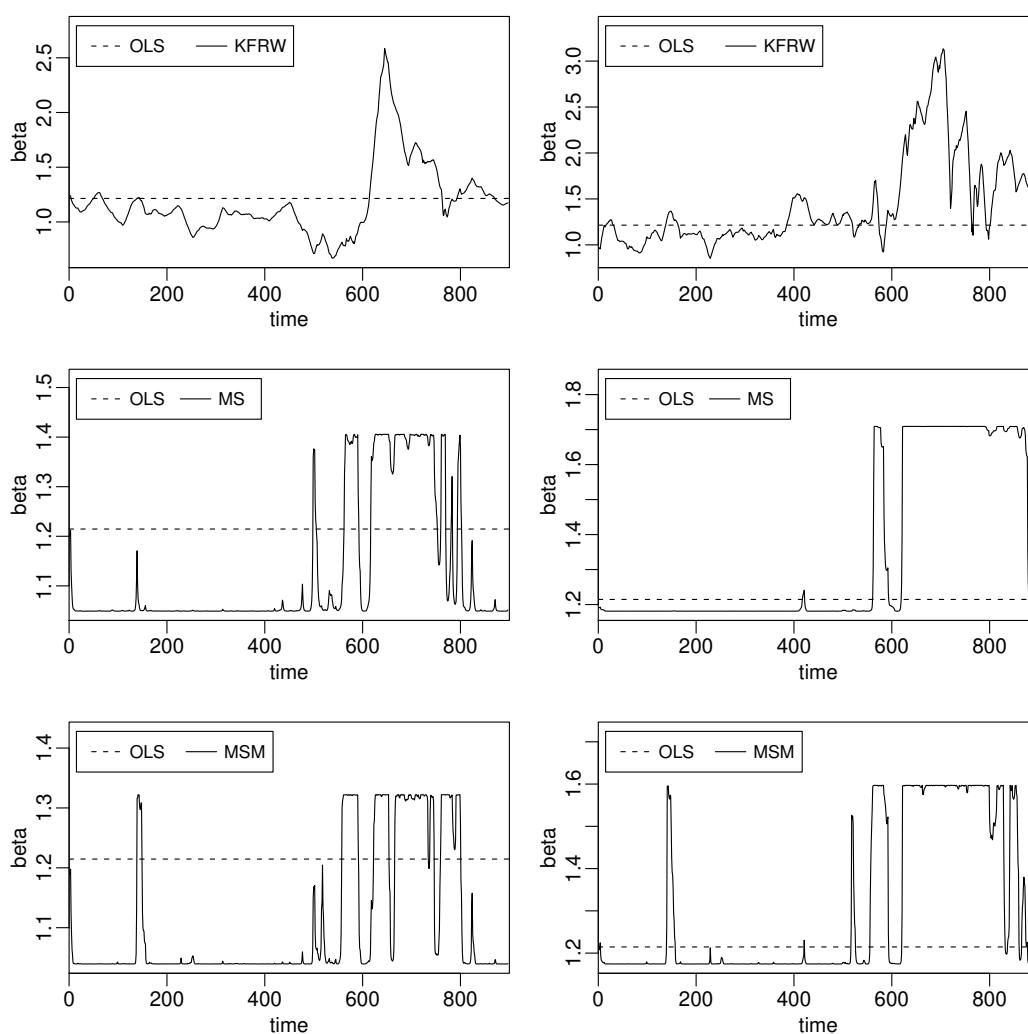 OLS KFRW
beta
1.0 1.5 2.0 2.5
0 200 400 600 800
time
OLS KFRW
beta
1.0 1.5 2.0 2.5 3.0
0 200 400 600 800
time
OLS MS
beta
1.1 1.2 1.3 1.4 1.5
0 200 400 600 800
time
OLS MS
beta
1.2 1.4 1.6 1.8
0 200 400 600 800
time
OLS MSM
beta
1.1 1.2 1.3 1.4
0 200 400 600 800
time
OLS MSM
beta
1.2 1.4 1.6
0 200 400 600 800
time